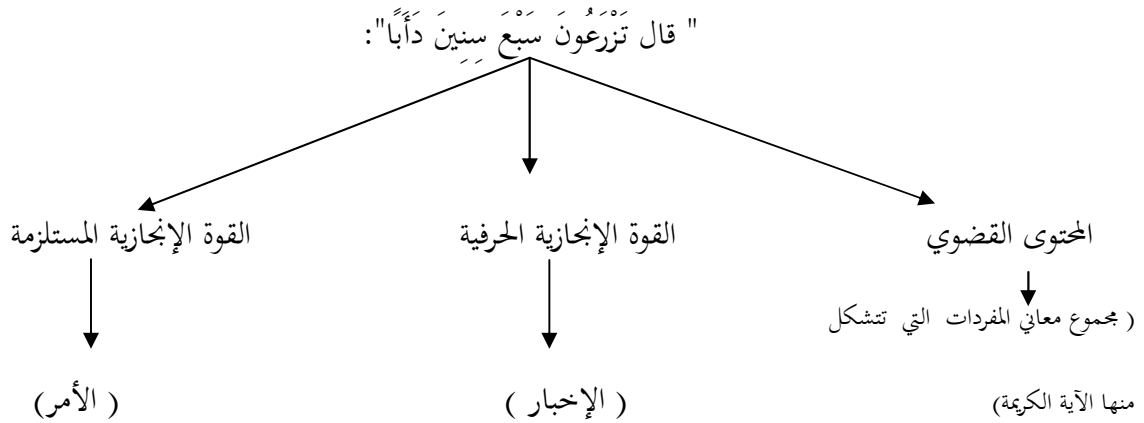 " قال تَزْرَعُونَ سَبْعَ سِنِينَ دَأَبًا":
المحتوى القضوي
القوة الإنجازية الحرفية
القوة الإنجازية المستلزمة
( مجموع معاني المفردات التي تتشكل
منها الآية الكريمة)
( الإخبار )
( الأمر)